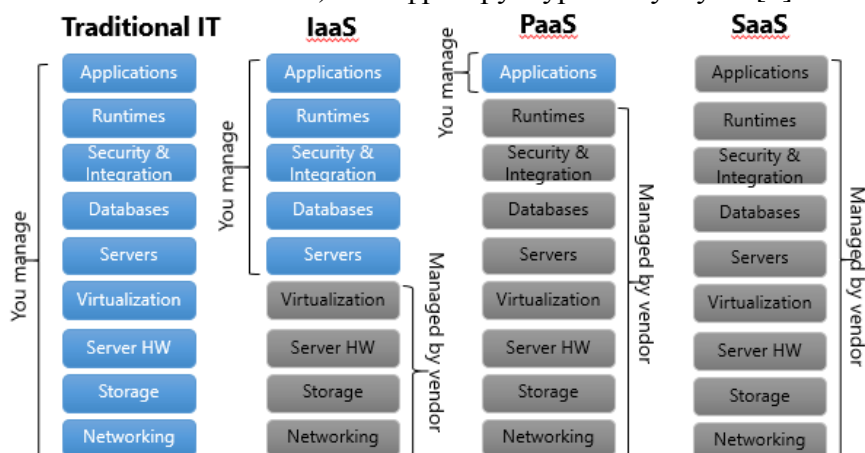 Traditional IT
IaaS
PaaS
SaaS
You manage
Applications
Runtimes
Security &
Integration
Databases
Servers
Virtualization
Server HW
Storage
Networking
You manage
Applications
Runtimes
Security &
Integration
Databases
Servers
Virtualization
Server HW
Storage
Networking
Managed by vendor
You manage
Applications
Runtimes
Security &
Integration
Databases
Servers
Virtualization
Server HW
Storage
Networking
Managed by vendor
Applications
Runtimes
Security &
Integration
Databases
Servers
Virtualization
Server HW
Storage
Networking
Managed by vendor